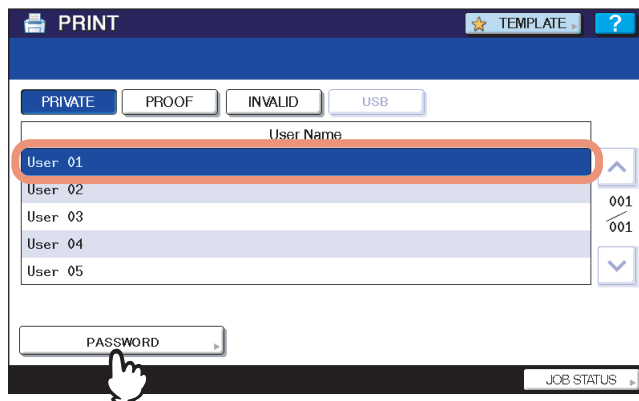 PRINT
TEMPLATE
?
PRIVATE PROOF INVALID USB
User Name
User 01
User 02
User 03
User 04
User 05
001
001
PASSWORD
JOB STATUS